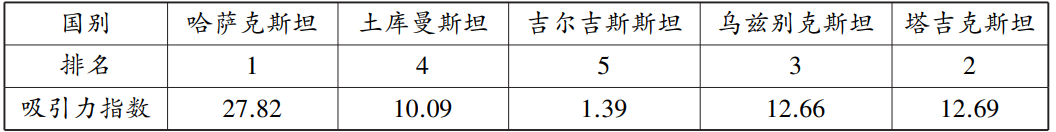 国别 哈萨克斯坦 土库曼斯坦 吉尔吉斯斯坦 乌兹别克斯坦 塔吉克斯坦
排名 1 4 5 3 2
吸引力指数 27.82 10.09 1.39 12.66 12.69